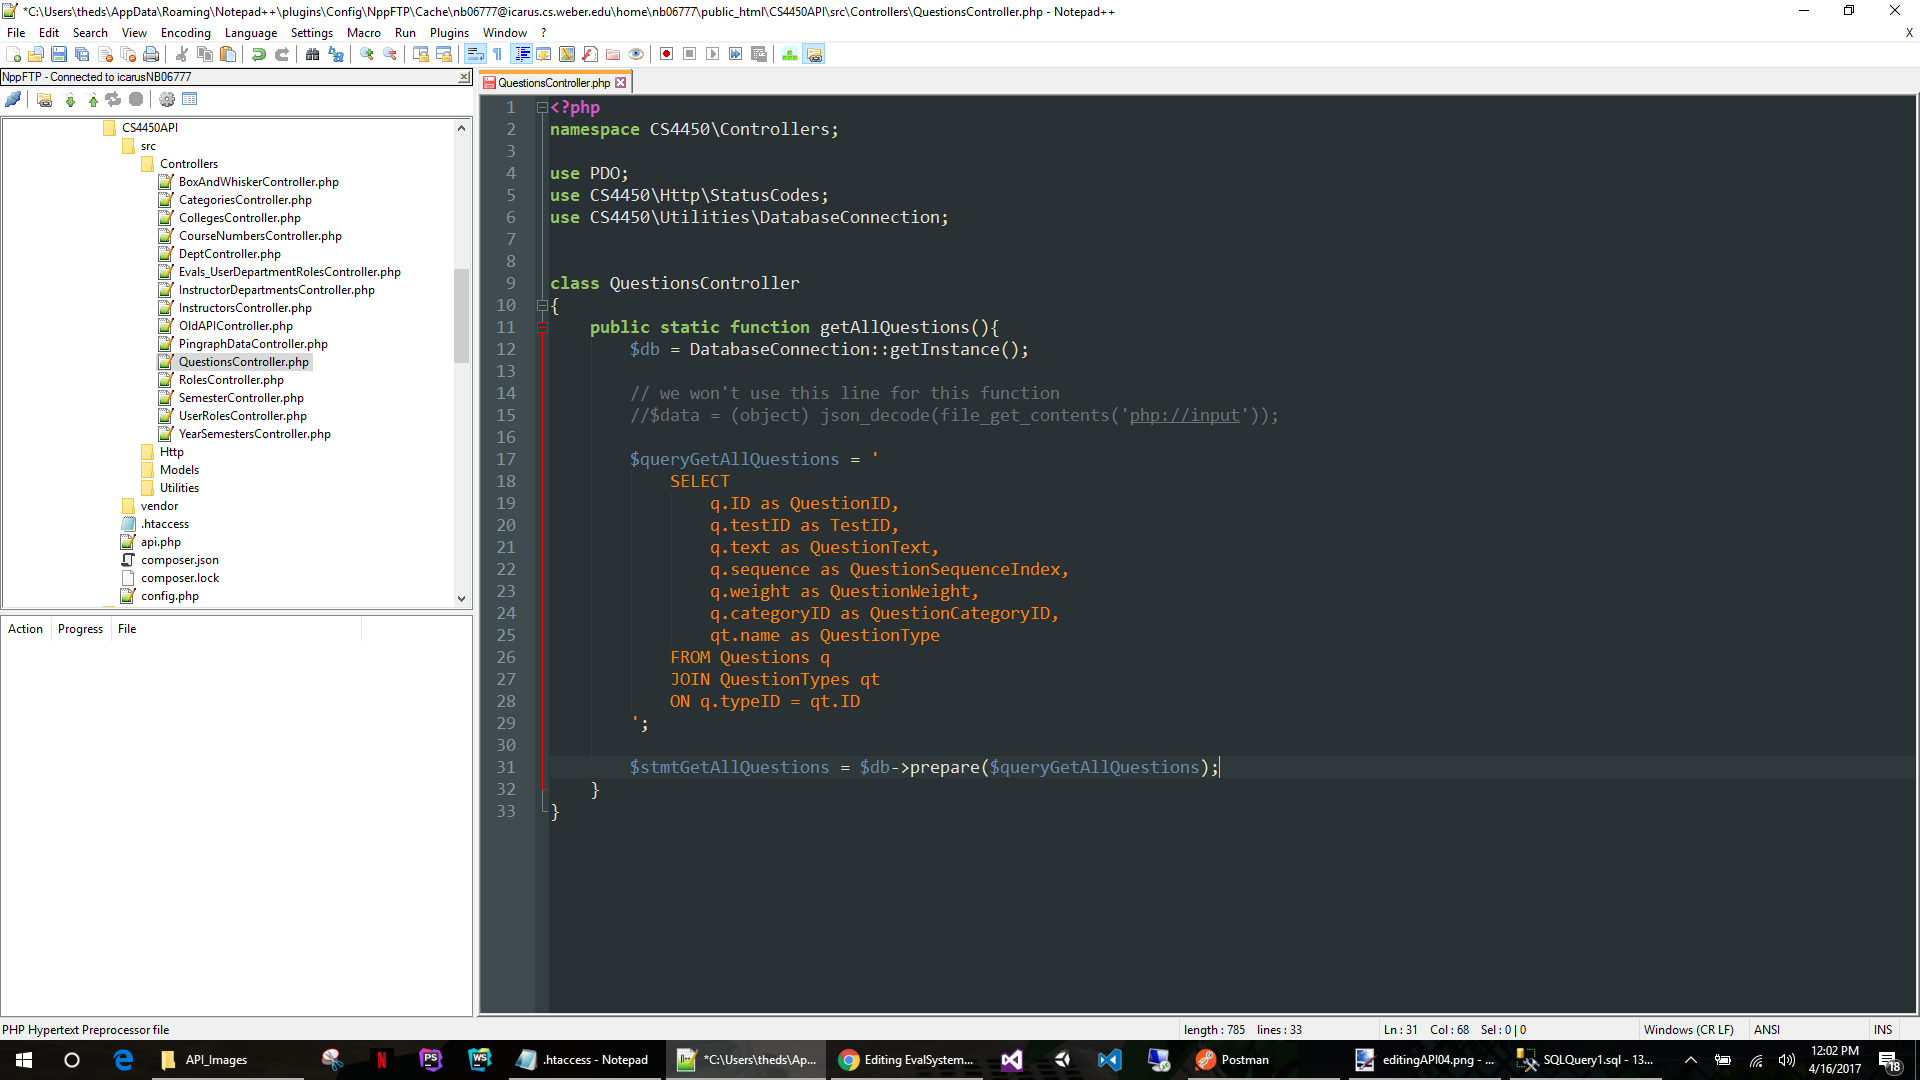 *C:\Users\theds\AppData\Roaming\Notepad++\plugins\Config\NppFTP\Cache\nb06777@icarus.cs.weber.edu\home\nb06777\public_html\CS4450API\src\Controllers\QuestionsController.php - Notepad++
File Edit Search View Encoding Language Settings Macro Run Plugins Window ? X
NppFTP - Connected to icarusNB06777
CS4450API
src
Controllers
BoxAndWhiskerController.php
CategoriesController.php
CollegesController.php
CourseNumbersController.php
DeptController.php
Evals_UserDepartmentRolesController.php
InstructorDepartmentsController.php
InstructorsController.php
OldAPIController.php
PingraphDataController.php
QuestionsController.php
RolesController.php
SemesterController.php
UserRolesController.php
YearSemestersController.php
Http
Models
Utilities
vendor
.htaccess
api.php
composer.json
composer.lock
config.php
Action Progress File
QuestionsController.php
1 <?php
2 namespace CS4450\Controllers;
3
4 use PDO;
5 use CS4450\Http\StatusCodes;
6 use CS4450\Utilities\DatabaseConnection;
7
8
9 class QuestionsController
10 {
11 public static function getAllQuestions(){
12 $db = DatabaseConnection::getInstance();
13
14 // we won't use this line for this function
15 //$data = (object) json_decode(file_get_contents('php://input'));
16
17 $queryGetAllQuestions = '
18 SELECT
19 q.ID as QuestionID,
20 q.testID as TestID,
21 q.text as QuestionText,
22 q.sequence as QuestionSequenceIndex,
23 q.weight as QuestionWeight,
24 q.categoryID as QuestionCategoryID,
25 qt.name as QuestionType
26 FROM Questions q
27 JOIN QuestionTypes qt
28 ON q.typeID = qt.ID
29 ';
30
31 $stmtGetAllQuestions = $db->prepare($queryGetAllQuestions);
32 }
33 }
PHP Hypertext Preprocessor file length : 785 lines : 33 Ln : 31 Col : 68 Sel : 0 | 0 Windows (CR LF) ANSI INS
API_Images .htaccess - Notepad *C:\Users\theds\Ap... Editing EvalSystem... Postman editingAPI04.png - ... SQLQuery1.sql - 13... 12:02 PM
4/16/2017
18